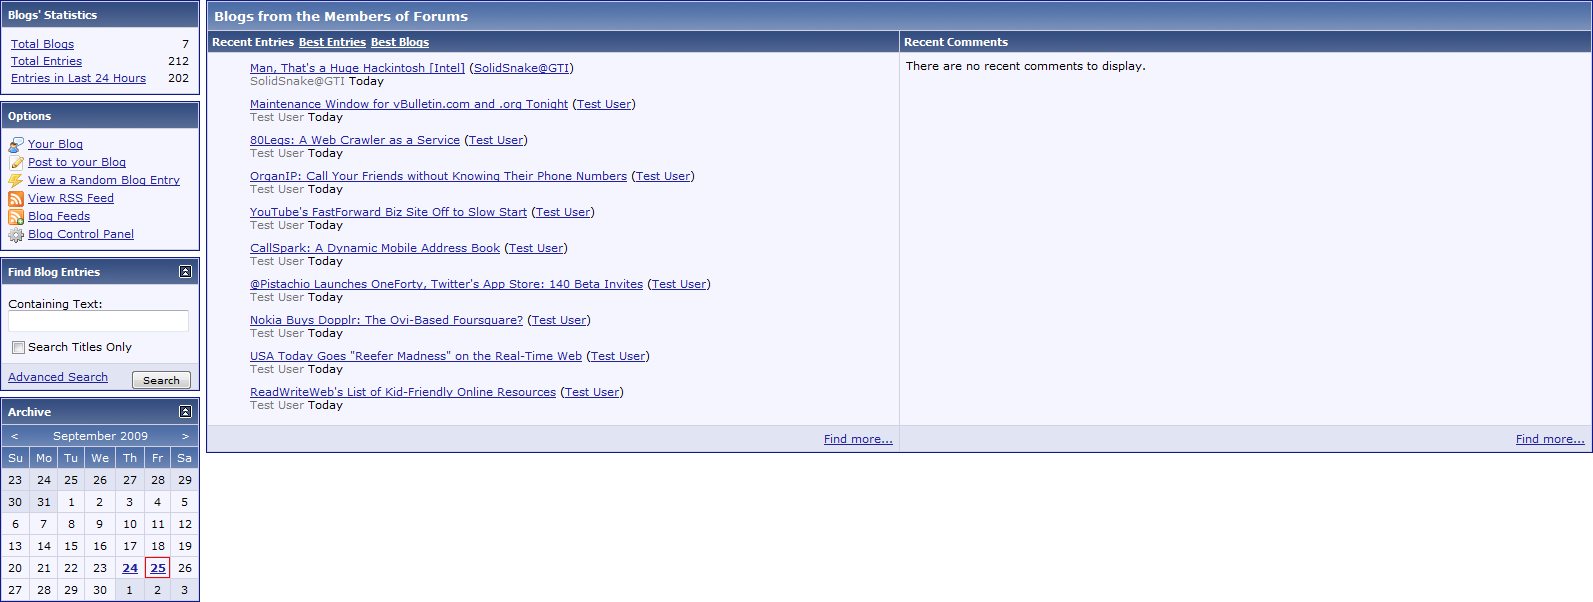 Blogs' Statistics
Total Blogs 7
Total Entries 212
Entries in Last 24 Hours 202
Options
Your Blog
Post to your Blog
View a Random Blog Entry
View RSS Feed
Blog Feeds
Blog Control Panel
Find Blog Entries
Containing Text:
Search Titles Only
Advanced Search Search
Archive
< September 2009 >
Su Mo Tu We Th Fr Sa
23 24 25 26 27 28 29
30 31 1 2 3 4 5
6 7 8 9 10 11 12
13 14 15 16 17 18 19
20 21 22 23 24 25 26
27 28 29 30 1 2 3
Blogs from the Members of Forums
Recent Entries Best Entries Best Blogs
Man, That's a Huge Hackintosh [Intel] (SolidSnake@GTI)
SolidSnake@GTI Today
Maintenance Window for vBulletin.com and .org Tonight (Test User)
Test User Today
80Legs: A Web Crawler as a Service (Test User)
Test User Today
OrganIP: Call Your Friends without Knowing Their Phone Numbers (Test User)
Test User Today
YouTube's FastForward Biz Site Off to Slow Start (Test User)
Test User Today
CallSpark: A Dynamic Mobile Address Book (Test User)
Test User Today
@Pistachio Launches OneForty, Twitter's App Store: 140 Beta Invites (Test User)
Test User Today
Nokia Buys Dopplr: The Ovi-Based Foursquare? (Test User)
Test User Today
USA Today Goes "Reefer Madness" on the Real-Time Web (Test User)
Test User Today
ReadWriteWeb's List of Kid-Friendly Online Resources (Test User)
Test User Today
Find more...
Recent Comments
There are no recent comments to display.
Find more...